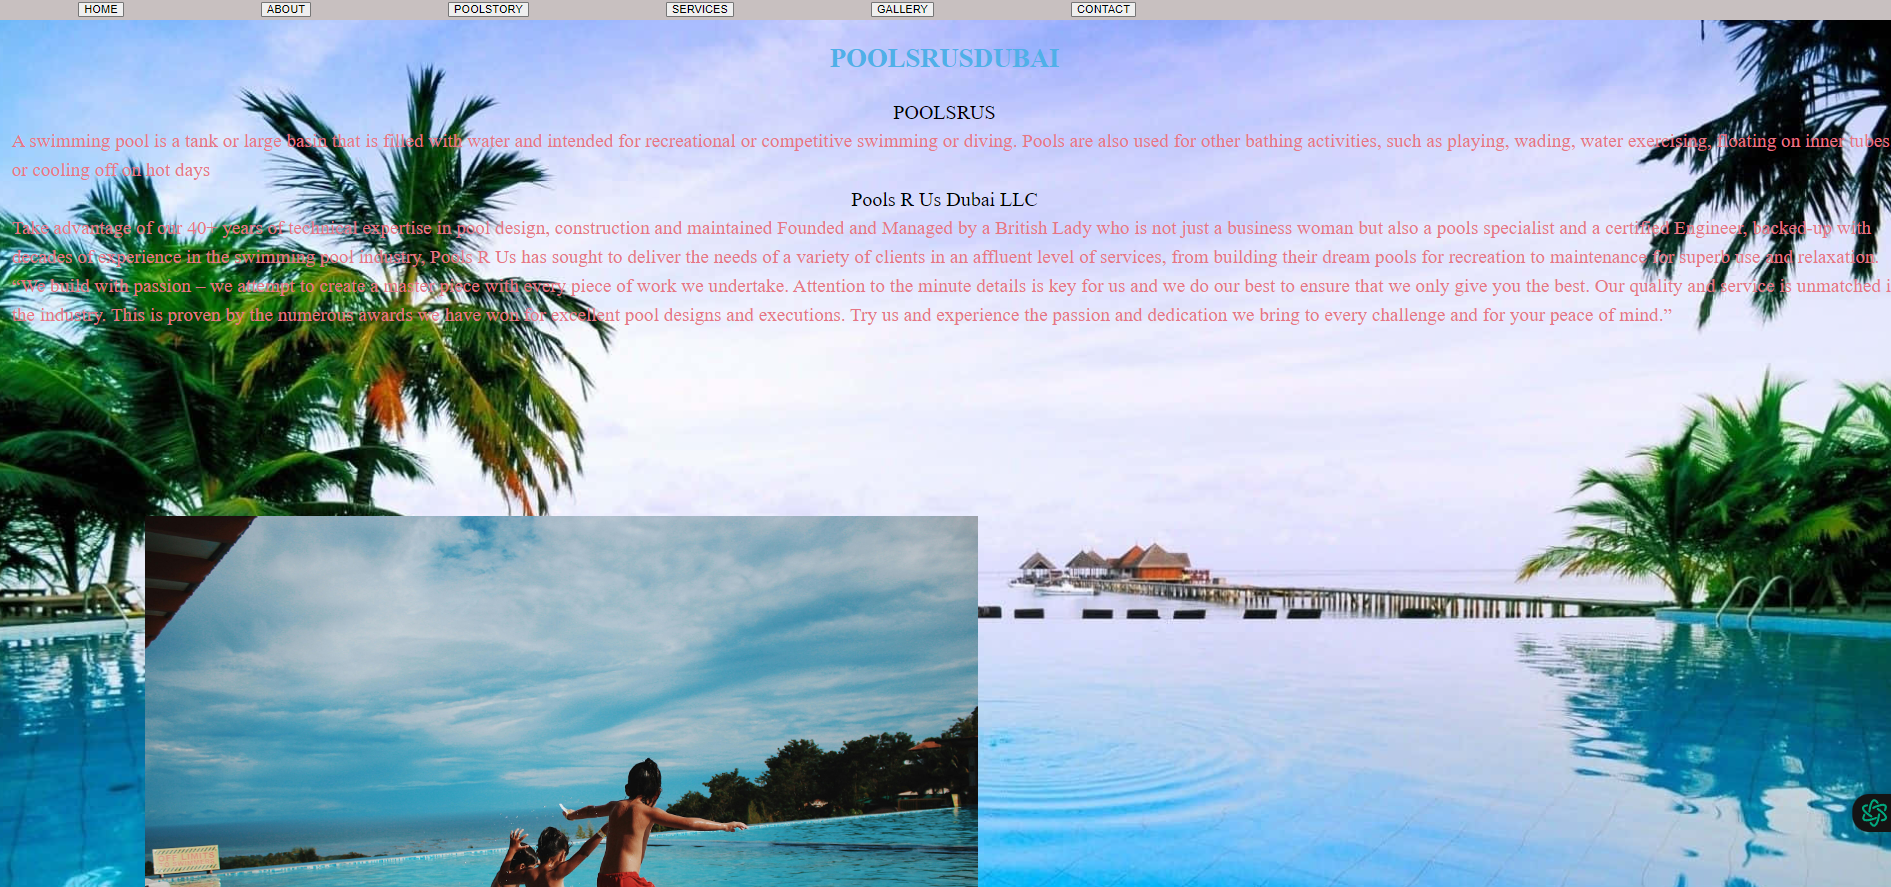 HOME ABOUT POOLSTORY SERVICES GALLERY CONTACT
POOLSRUSDUBAI
POOLSRUS
A swimming pool is a tank or large basin that is filled with water and intended for recreational or competitive swimming or diving. Pools are also used for other bathing activities, such as playing, wading, water exercising, floating on inner tubes
or cooling off on hot days
Pools R Us Dubai LLC
Take advantage of our 40+ years of technical expertise in pool design, construction and maintained Founded and Managed by a British Lady who is not just a business woman but also a pools specialist and a certified Engineer, backed-up with
decades of experience in the swimming pool industry. Pools R Us has sought to deliver the needs of a variety of clients in an affluent level of services, from building their dream pools for recreation to maintenance for superb use and relaxation.
“We build with passion – we attempt to create a master piece with every piece of work we undertake. Attention to the minute details is key for us and we do our best to ensure that we only give you the best. Our quality and service is unmatched i
the industry. This is proven by the numerous awards we have won for excellent pool designs and executions. Try us and experience the passion and dedication we bring to every challenge and for your peace of mind.”
OFF LIMITS